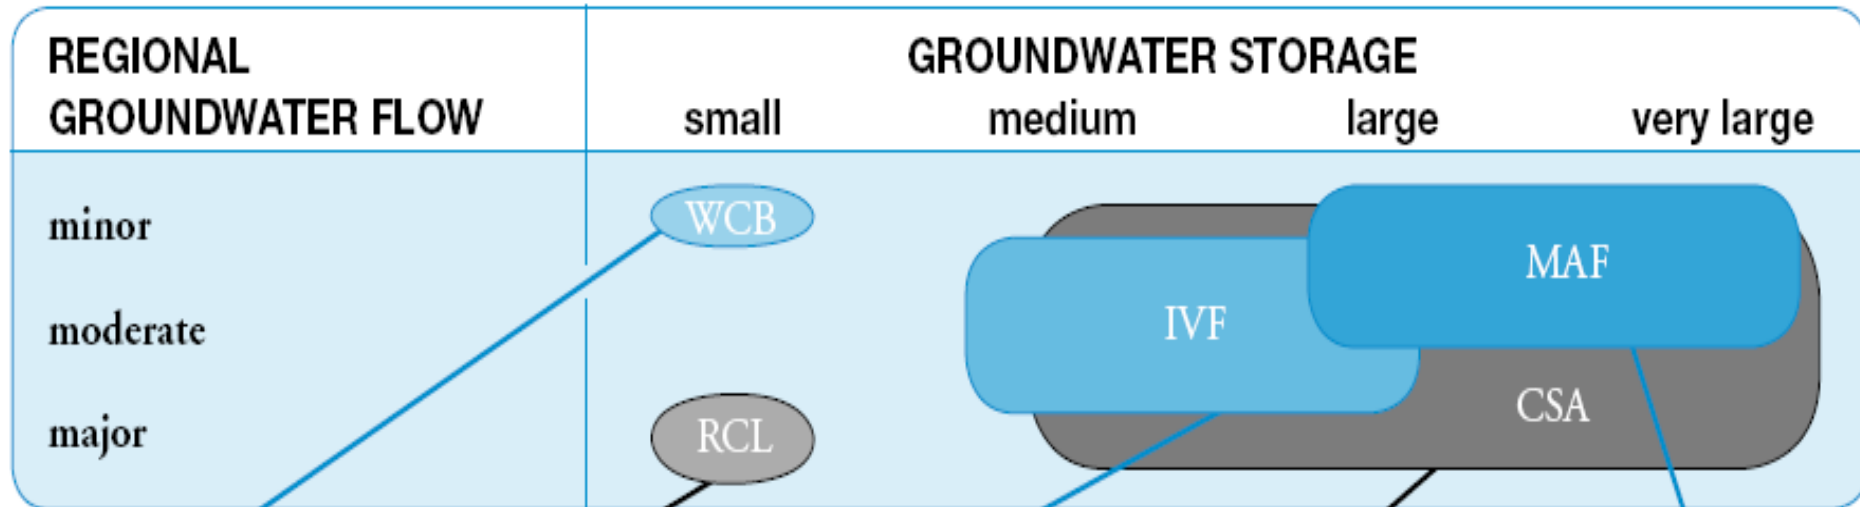 REGIONAL
GROUNDWATER FLOW
GROUNDWATER STORAGE
small medium large very large
minor
WCB
MAF
moderate
IVF
CSA
major
RCL